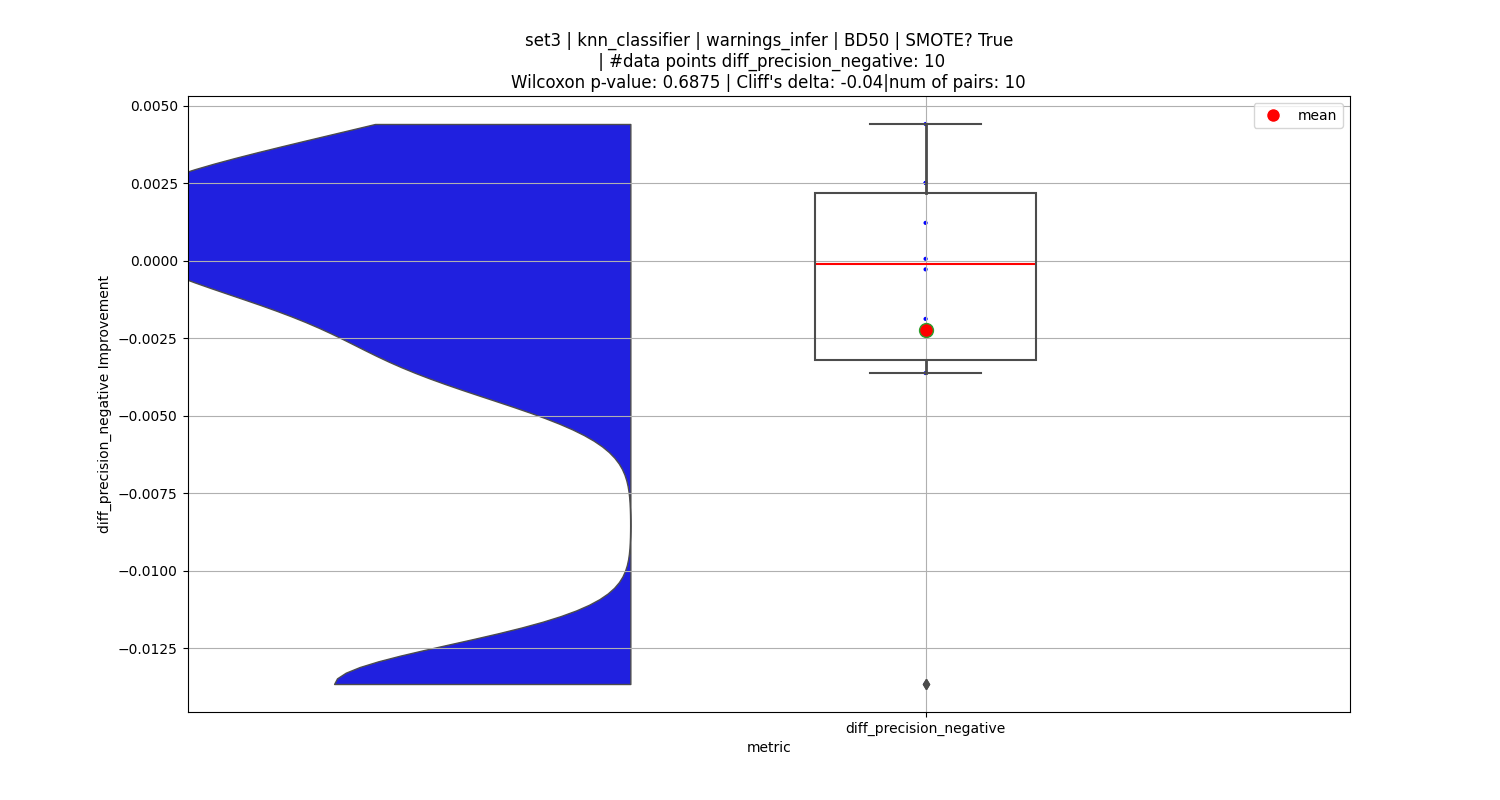 set3 | knn_classifier | warnings_infer | BD50 | SMOTE? True
| #data points diff_precision_negative: 10
Wilcoxon p-value: 0.6875 | Cliff's delta: -0.04|num of pairs: 10
mean
0.0050
0.0025
0.0000
−0.0025
−0.0050
−0.0075
−0.0100
−0.0125
diff_precision_negative Improvement
diff_precision_negative
metric